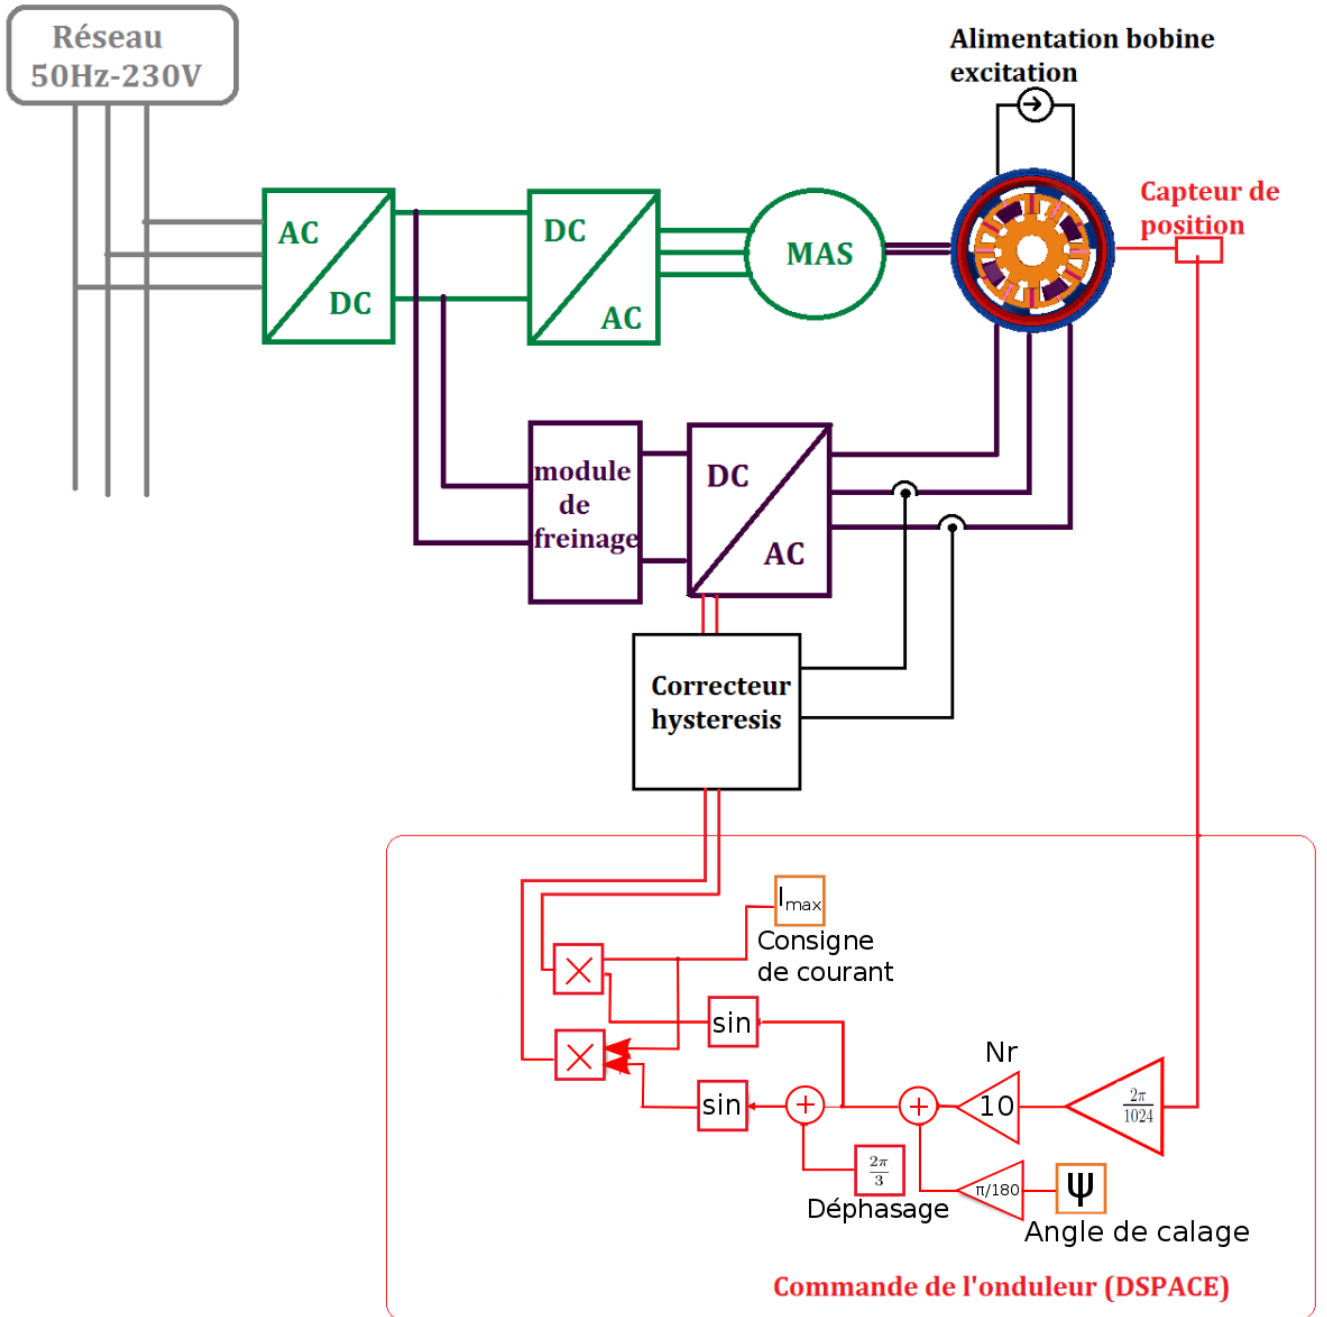 Réseau
50Hz-230V
Alimentation bobine
excitation
Capteur de
position
AC
DC
DC
AC
MAS
module
de
freinage
DC
AC
Correcteur
hysteresis
Imax
Consigne
de courant
×
sin
×
sin
+
+
Nr
10
2π
1024
2π
3
Déphasage
π/180
Ψ
Angle de calage
Commande de l'onduleur (DSPACE)